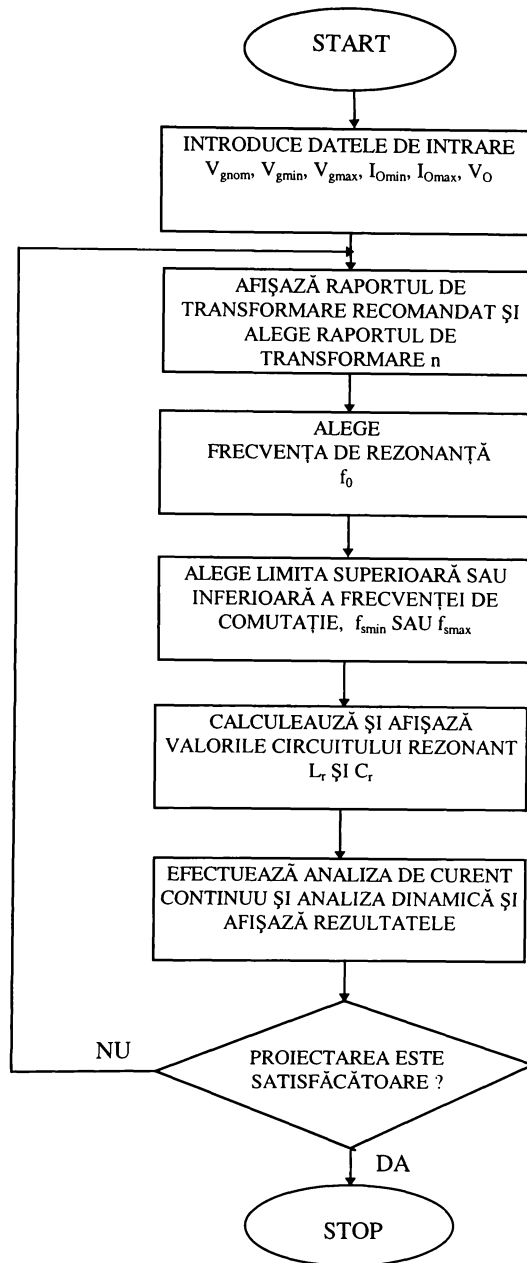 START
INTRODUCE DATELE DE INTRARE
V_gnom, V_gmin, V_gmax, I_Omin, I_Omax, V_O
AFIŞAZĂ RAPORTUL DE
TRANSFORMARE RECOMANDAT ŞI
ALEGE RAPORTUL DE
TRANSFORMARE n
ALEGE
FRECVENŢA DE REZONANŢĂ
f_0
ALEGE LIMITA SUPERIOARĂ SAU
INFERIOARĂ A FRECVENŢEI DE
COMUTAŢIE, f_smin SAU f_smax
CALCULEAUZĂ ŞI AFIŞAZĂ
VALORILE CIRCUITULUI REZONANT
L_r ŞI C_r
EFECTUEAZĂ ANALIZA DE CURENT
CONTINUU ŞI ANALIZA DINAMICĂ ŞI
AFIŞAZĂ REZULTATELE
NU
PROIECTAREA ESTE
SATISFĂCĂTOARE ?
DA
STOP